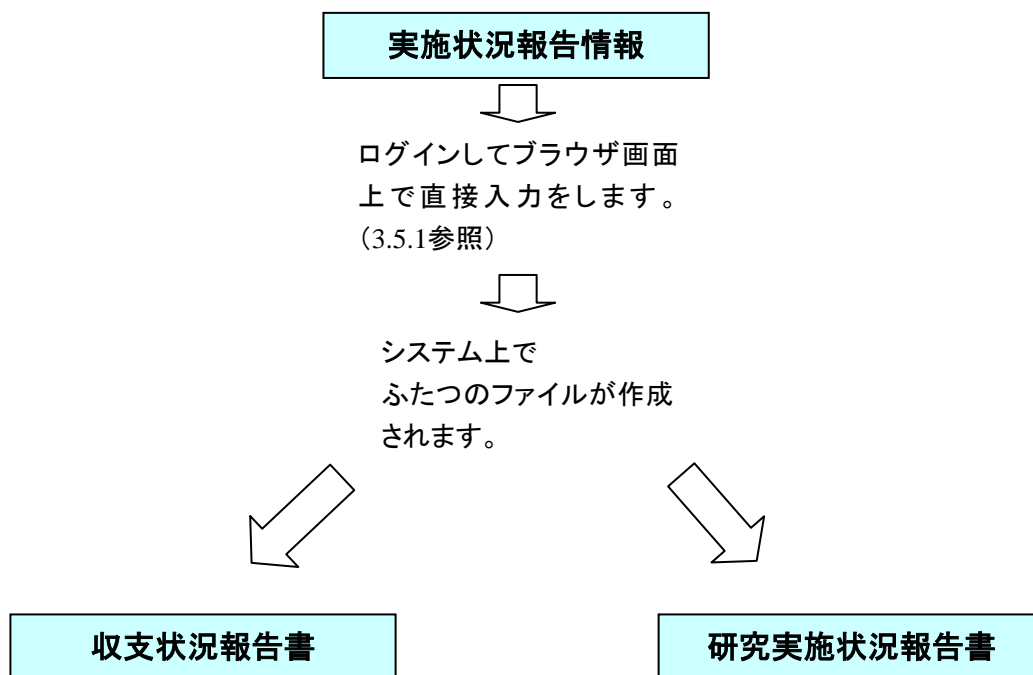 実施状況報告情報
ログインしてブラウザ画面
上で直接入力をします。
（3.5.1参照）
システム上で
ふたつのファイルが作成
されます。
収支状況報告書
研究実施状況報告書